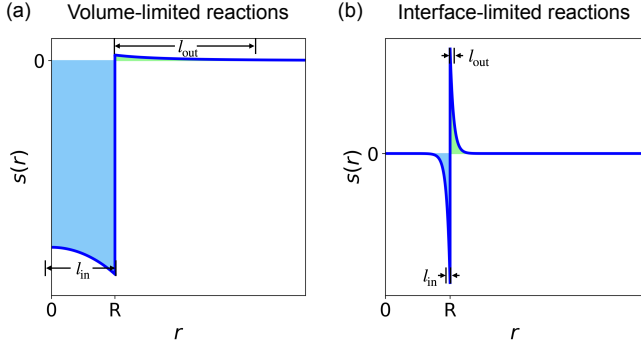 (a) Volume-limited reactions
l_out
0
s(r)
l_in
0 R
r
(b) Interface-limited reactions
l_out
0
s(r)
l_in
0 R
r